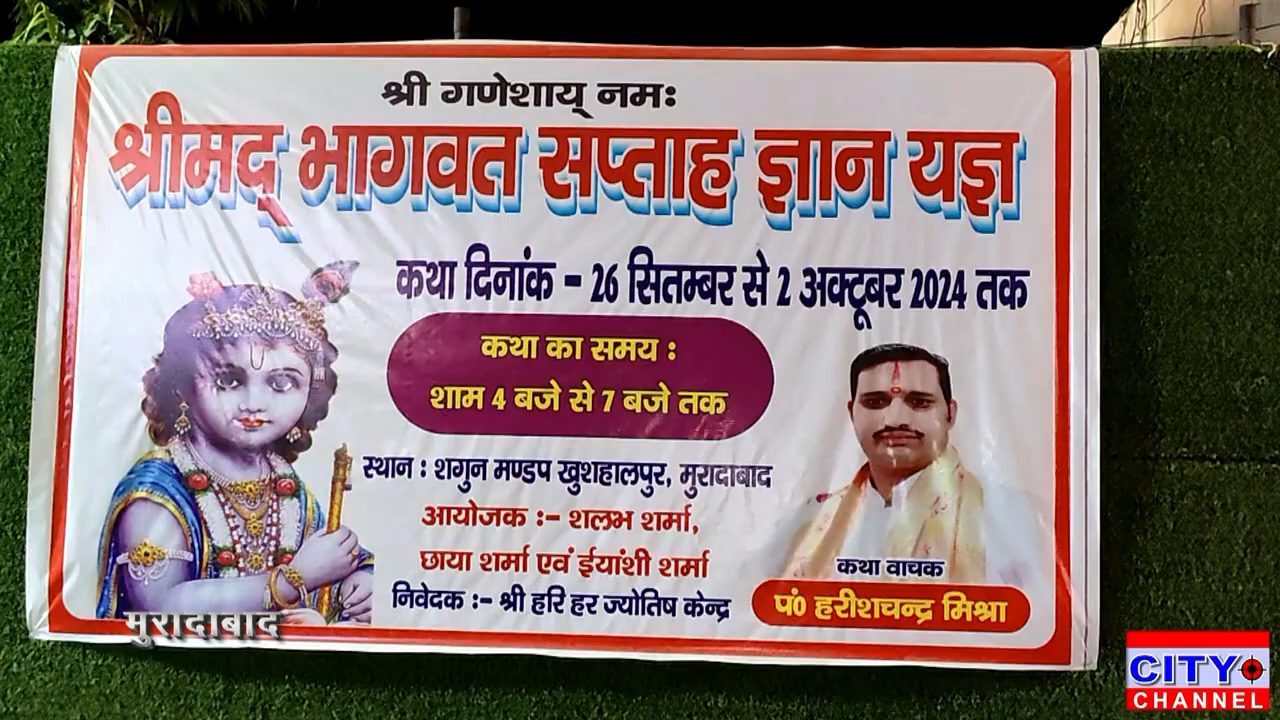 श्री गणेशाय् नमः
श्रीमद् भागवत सप्ताह ज्ञान यज्ञ
कथा दिनांक - 26 सितम्बर से 2 अक्टूबर 2024 तक
कथा का समय :
शाम 4 बजे से 7 बजे तक
स्थान : शगुन मण्डप खुशहालपुर, मुरादाबाद
आयोजक :- शलभ शर्मा,
छाया शर्मा एवं ईयांशी शर्मा
निवेदक :- श्री हरि हर ज्योतिष केन्द्र
कथा वाचक
पं0 हरीशचन्द्र मिश्रा
मुरादाबाद
CITY
CHANNEL